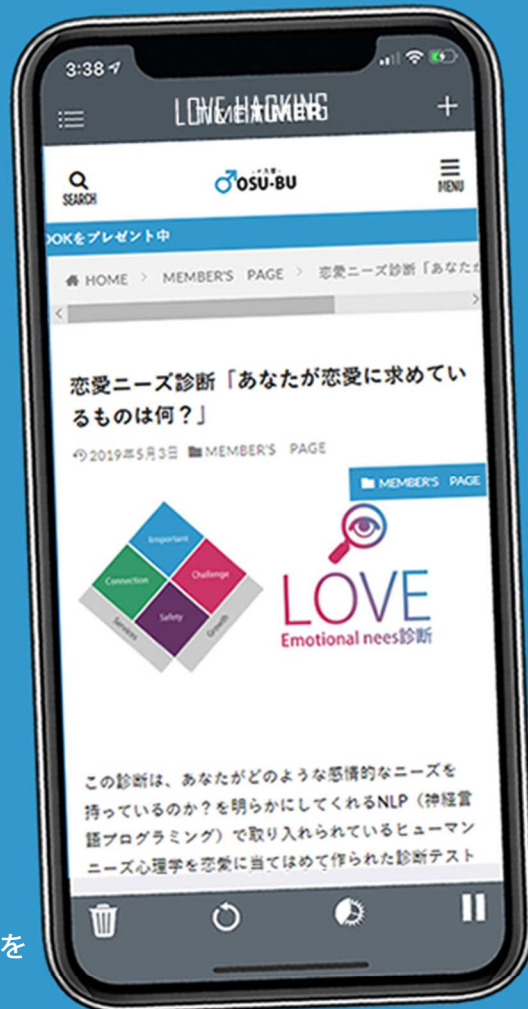 3:38
LOVE HACKING
TIMER
SEARCH
OSU-BU
MENU
OOKをプレゼント中
HOME > MEMBER'S PAGE > 恋愛ニーズ診断「あなたが
恋愛ニーズ診断「あなたが恋愛に求めてい
るものは何？」
2019年5月3日 MEMBER'S PAGE
MEMBER'S PAGE
Important
Connection
Challenge
Safety
Services
Growth
LOVE
Emotional nees診断
この診断は、あなたがどのような感情的なニーズを
持っているのか？を明らかにしてくれるNLP（神経言
語プログラミング）で取り入れられているヒューマン
ニーズ心理学を恋愛に当てはめて作られた診断テスト
を